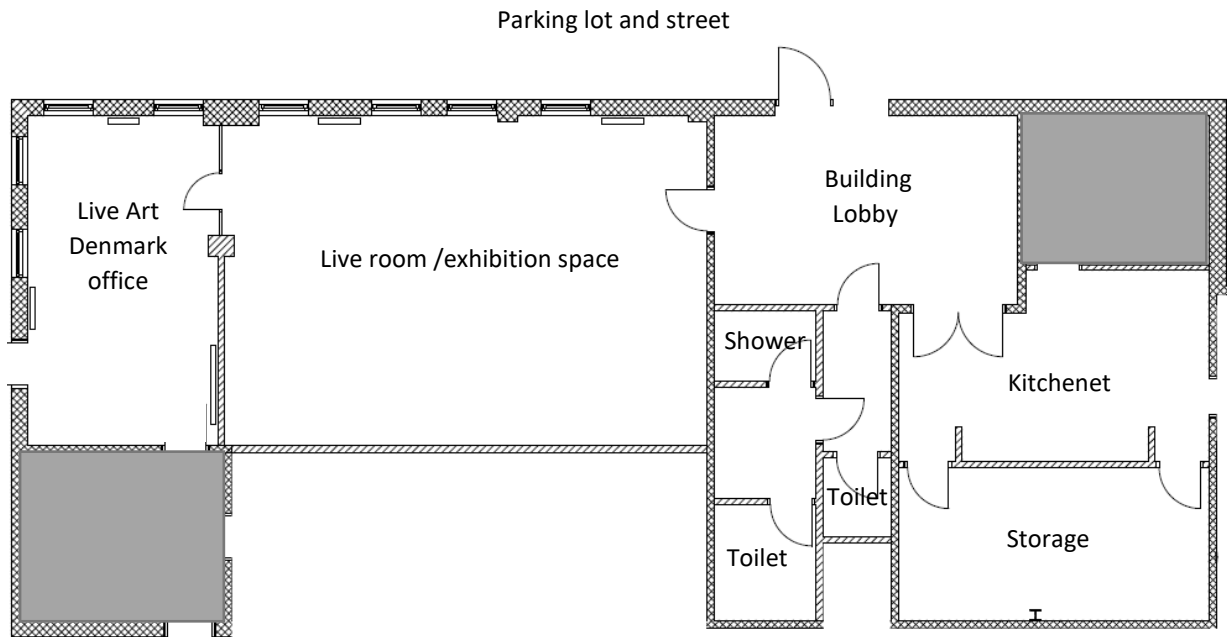 Parking lot and street
Building
Lobby
Live Art
Denmark
office
Live room /exhibition space
Shower
Kitchenet
Toilet
Storage
Toilet